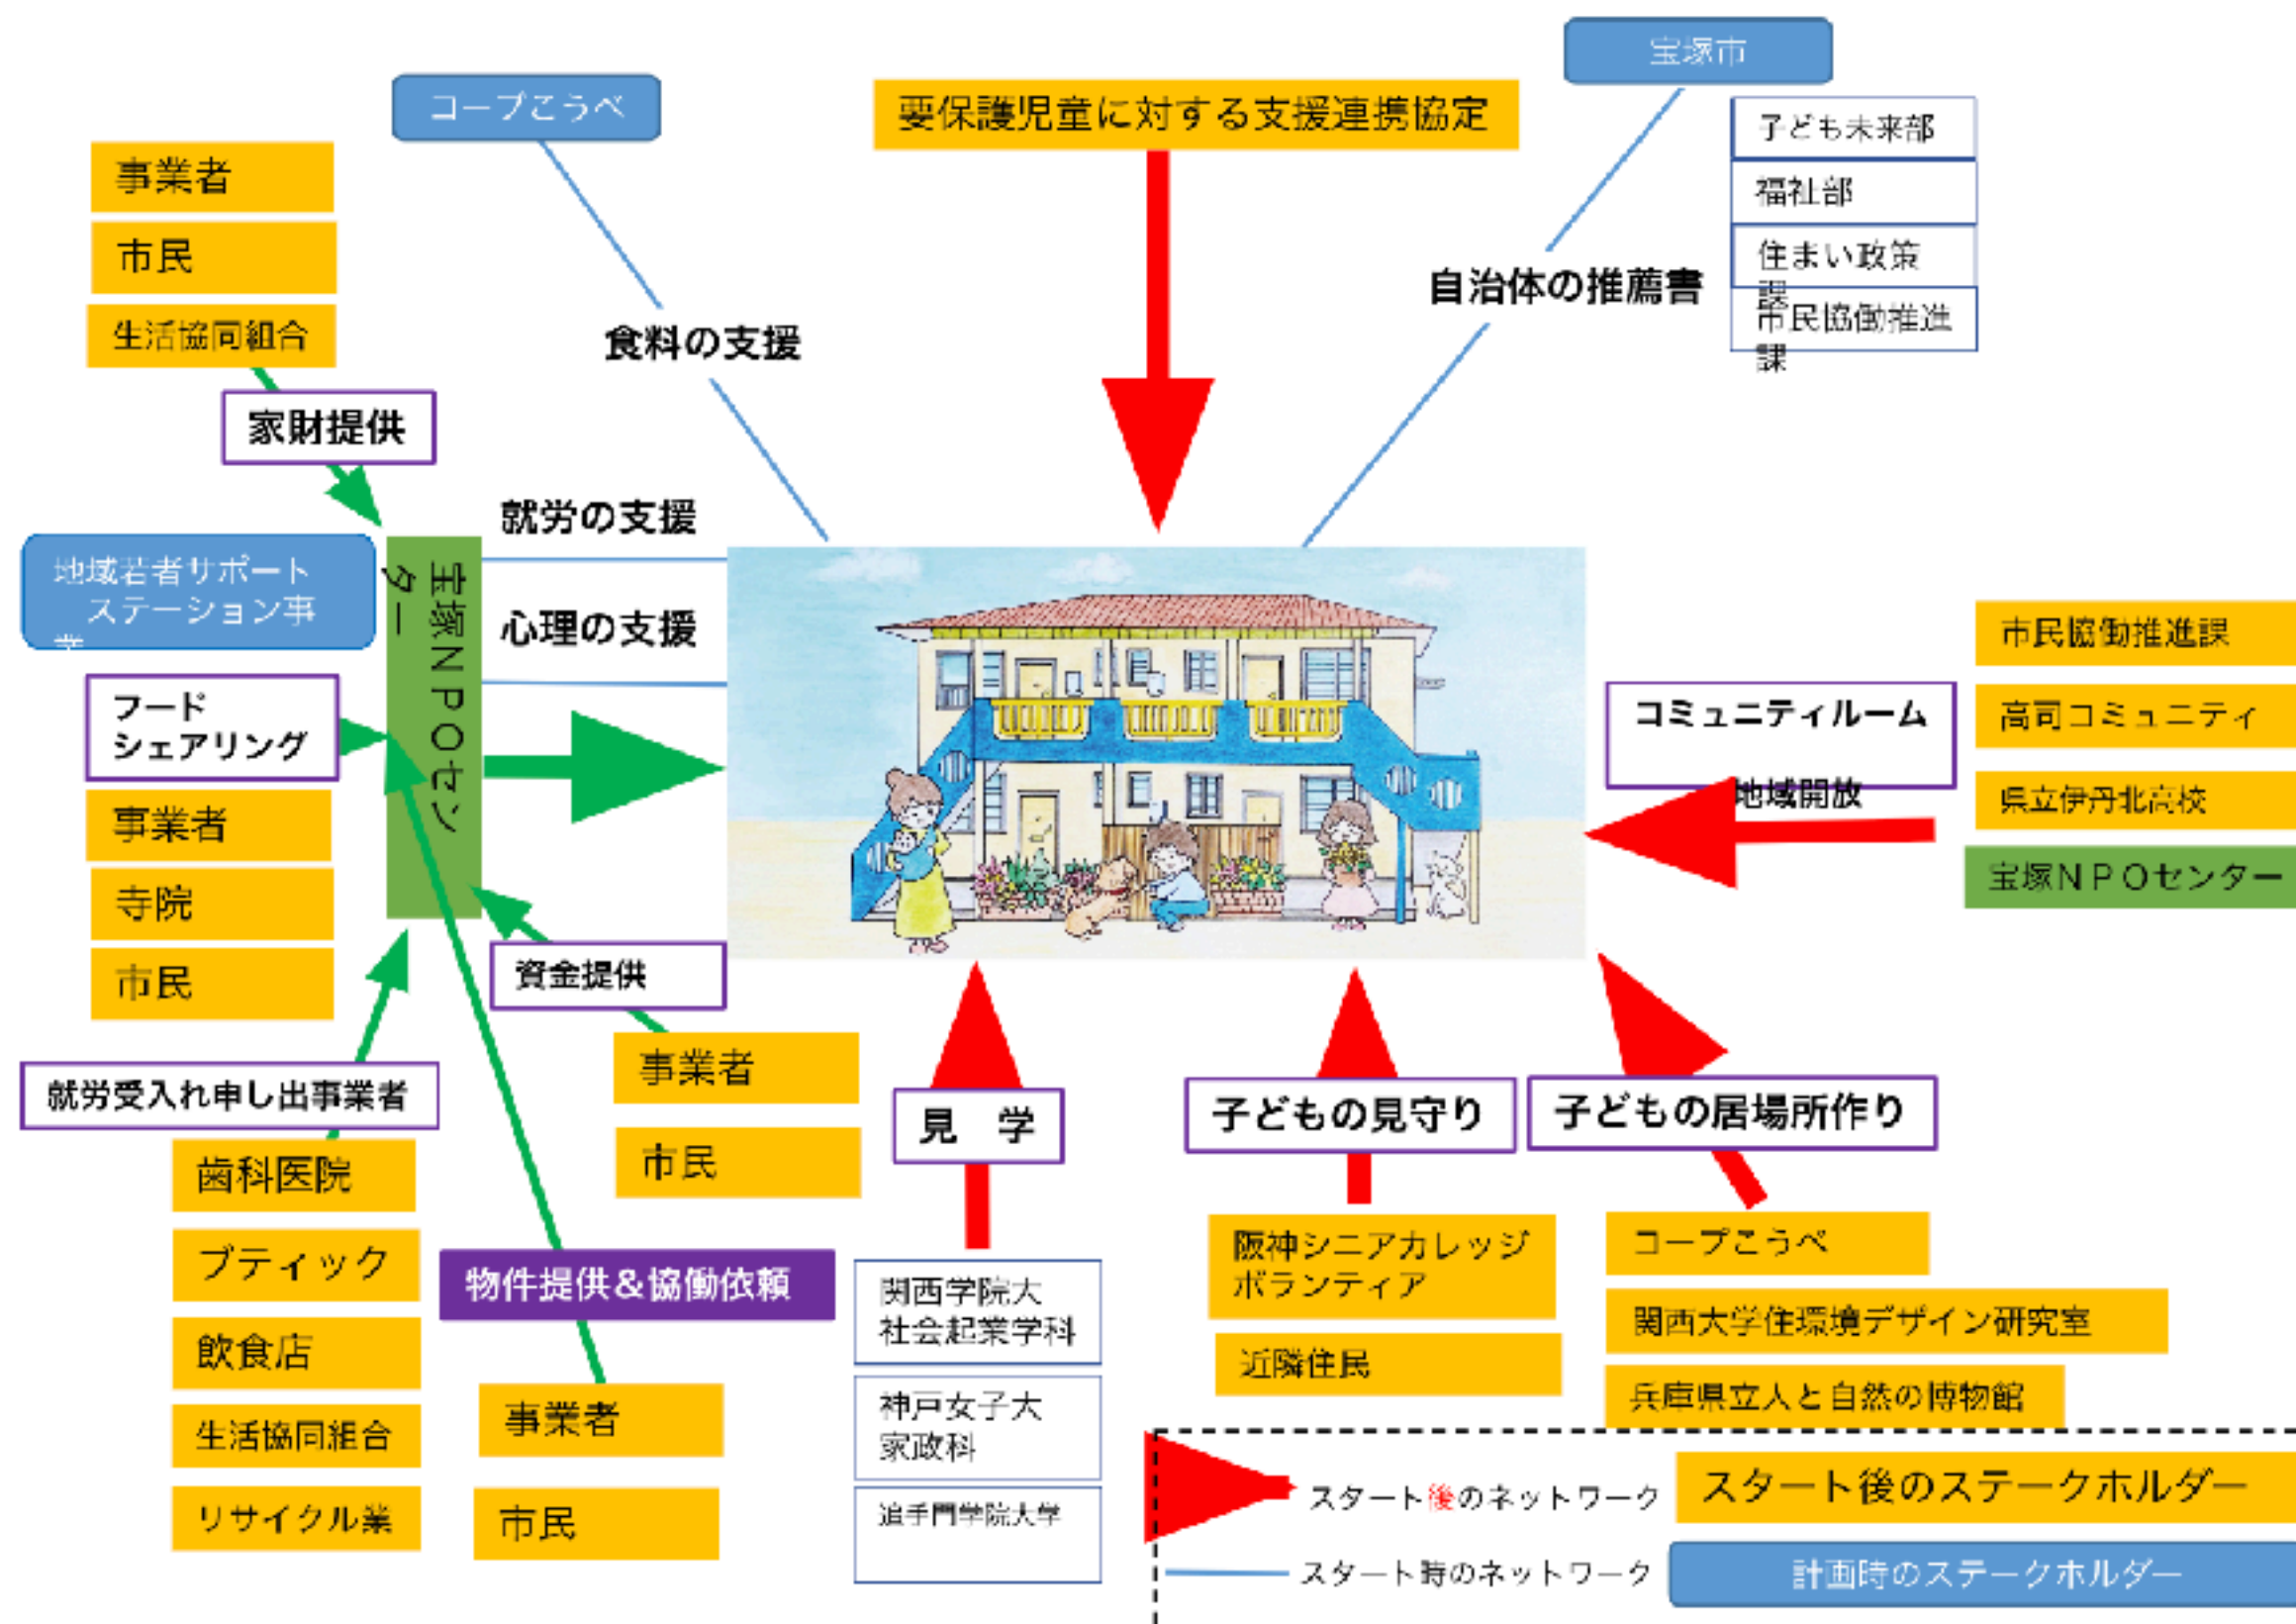 宝塚市
コープこうべ
要保護児童に対する支援連携協定
子ども未来部
福祉部
住まい政策
課
市民協働推進
課
事業者
市民
生活協同組合
自治体の推薦書
食料の支援
家財提供
就労の支援
地域若者サポート
ステーション事
業
宝塚ＮＰＯセン
ター
心理の支援
フード
シェアリング
事業者
寺院
市民
市民協働推進課
コミュニティルーム
地域開放
高司コミュニティ
県立伊丹北高校
宝塚ＮＰＯセンター
資金提供
事業者
市民
就労受入れ申し出事業者
歯科医院
ブティック
飲食店
生活協同組合
リサイクル業
物件提供＆協働依頼
事業者
市民
見　学
関西学院大
社会起業学科
神戸女子大
家政科
追手門学院大学
子どもの見守り
阪神シニアカレッジ
ボランティア
近隣住民
子どもの居場所作り
コープこうべ
関西大学住環境デザイン研究室
兵庫県立人と自然の博物館
スタート後のネットワーク
スタート後のステークホルダー
スタート時のネットワーク
計画時のステークホルダー